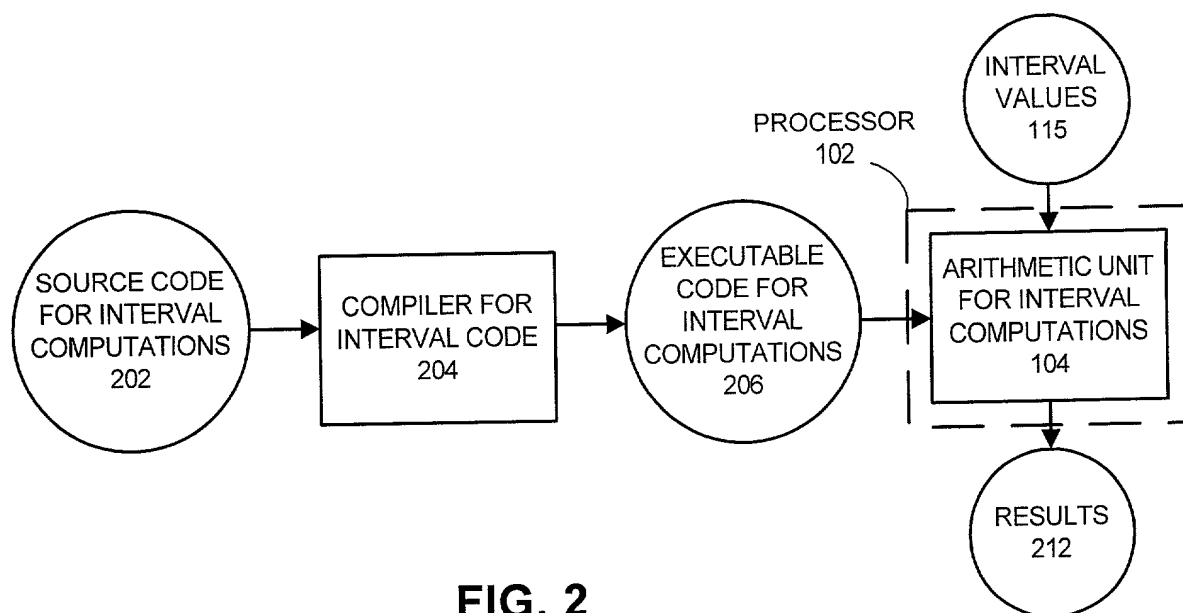 INTERVAL
VALUES
115
PROCESSOR
102
SOURCE CODE
FOR INTERVAL
COMPUTATIONS
202
COMPILER FOR
INTERVAL CODE
204
EXECUTABLE
CODE FOR
INTERVAL
COMPUTATIONS
206
ARITHMETIC UNIT
FOR INTERVAL
COMPUTATIONS
104
RESULTS
212
FIG. 2